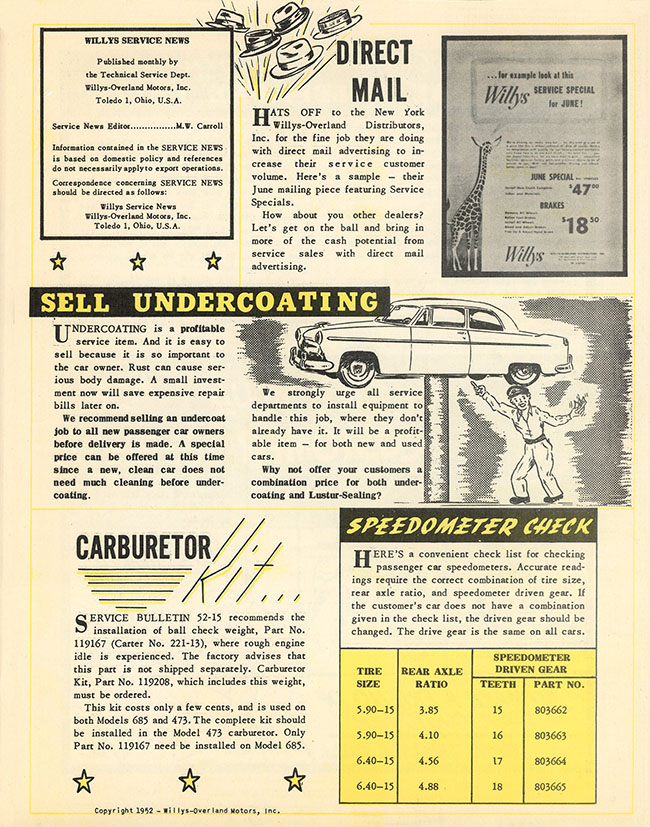 WILLYS SERVICE NEWS
Published monthly by
the Technical Service Dept.
Willys-Overland Motors, Inc.
Toledo 1, Ohio, U.S.A.
Service News Editor................M.W. Carroll
Information contained in the SERVICE NEWS
is based on domestic policy and references
do not necessarily apply to export operations.
Correspondence concerning SERVICE NEWS
should be directed as follows:
Willys Service News
Willys-Overland Motors, Inc.
Toledo 1, Ohio, U.S.A.
DIRECT
MAIL
HATS OFF to the New York
Willys-Overland Distributors,
Inc. for the fine job they are doing
with direct mail advertising to in-
crease their service customer
volume. Here's a sample – their
June mailing piece featuring Service
Specials.
How about you other dealers?
Let's get on the ball and bring in
more of the cash potential from
service sales with direct mail
advertising.
...for example look at this
Willys SERVICE SPECIAL
for JUNE!
JUNE SPECIAL
$47.00
BRAKES
$18.50
Willys
SELL UNDERCOATING
UNDERCOATING is a profitable
service item. And it is easy to
sell because it is so important to
the car owner. Rust can cause ser-
ious body damage. A small invest-
ment now will save expensive repair
bills later on.
We recommend selling an undercoat
job to all new passenger car owners
before delivery is made. A special
price can be offered at this time
since a new, clean car does not
need much cleaning before under-
coating.
We strongly urge all service
departments to install equipment to
handle this job, where they don't
already have it. It will be a profit-
able item – for both new and used
cars.
Why not offer your customers a
combination price for both under-
coating and Lustur-Sealing?
CARBURETOR
Kit...
SERVICE BULLETIN 52-15 recommends the
installation of ball check weight, Part No.
119167 (Carter No. 221-13), where rough engine
idle is experienced. The factory advises that
this part is not shipped separately. Carburetor
Kit, Part No. 119208, which includes this weight,
must be ordered.
This kit costs only a few cents, and is used on
both Models 685 and 473. The complete kit should
be installed in the Model 473 carburetor. Only
Part No. 119167 need be installed on Model 685.
SPEEDOMETER CHECK
HERE'S a convenient check list for checking
passenger car speedometers. Accurate read-
ings require the correct combination of tire size,
rear axle ratio, and speedometer driven gear. If
the customer's car does not have a combination
given in the check list, the driven gear should be
changed. The drive gear is the same on all cars.
TIRE SIZE REAR AXLE RATIO SPEEDOMETER DRIVEN GEAR
TEETH PART NO.
5.90–15 3.85 15 803662
5.90–15 4.10 16 803663
6.40–15 4.56 17 803664
6.40–15 4.88 18 803665
Copyright 1952 – Willys-Overland Motors, Inc.